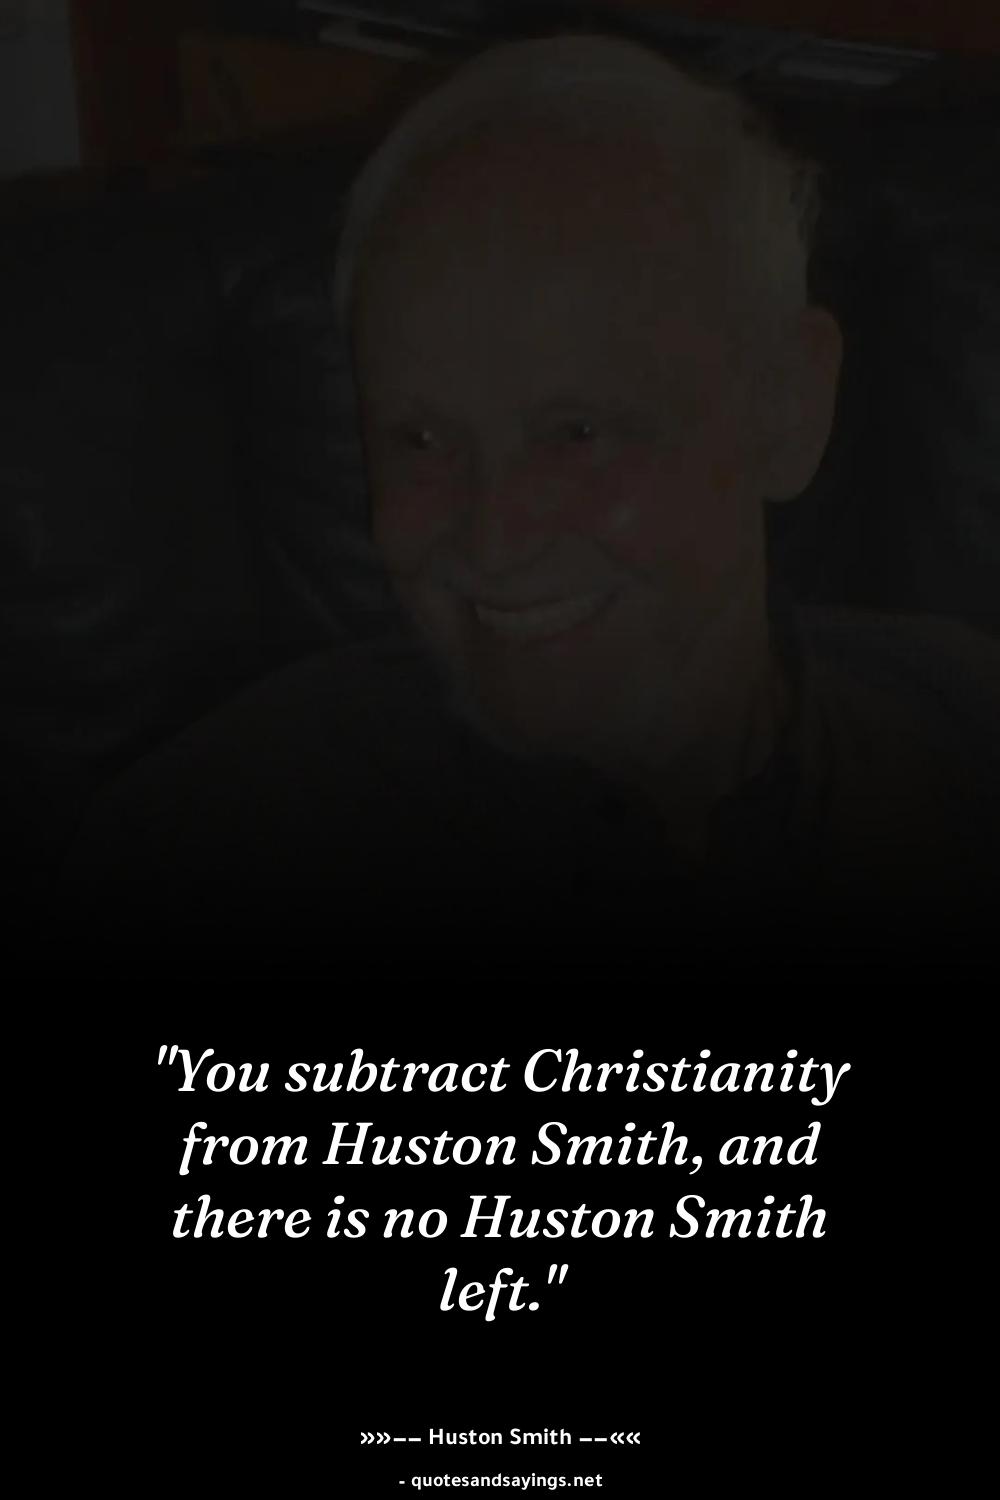 "You subtract Christianity
from Huston Smith, and
there is no Huston Smith
left."
»»−− Huston Smith −−««
- quotesandsayings.net